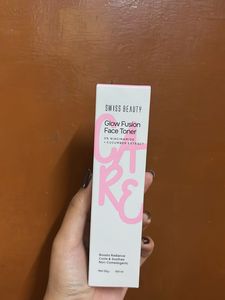 SWISS BEAUTY
Glow Fusion
Face Toner
5% NIACINAMIDE
+ CUCUMBER EXTRACT
CARE
Boosts Radiance
Calms & Soothes
Non-Comedogenic